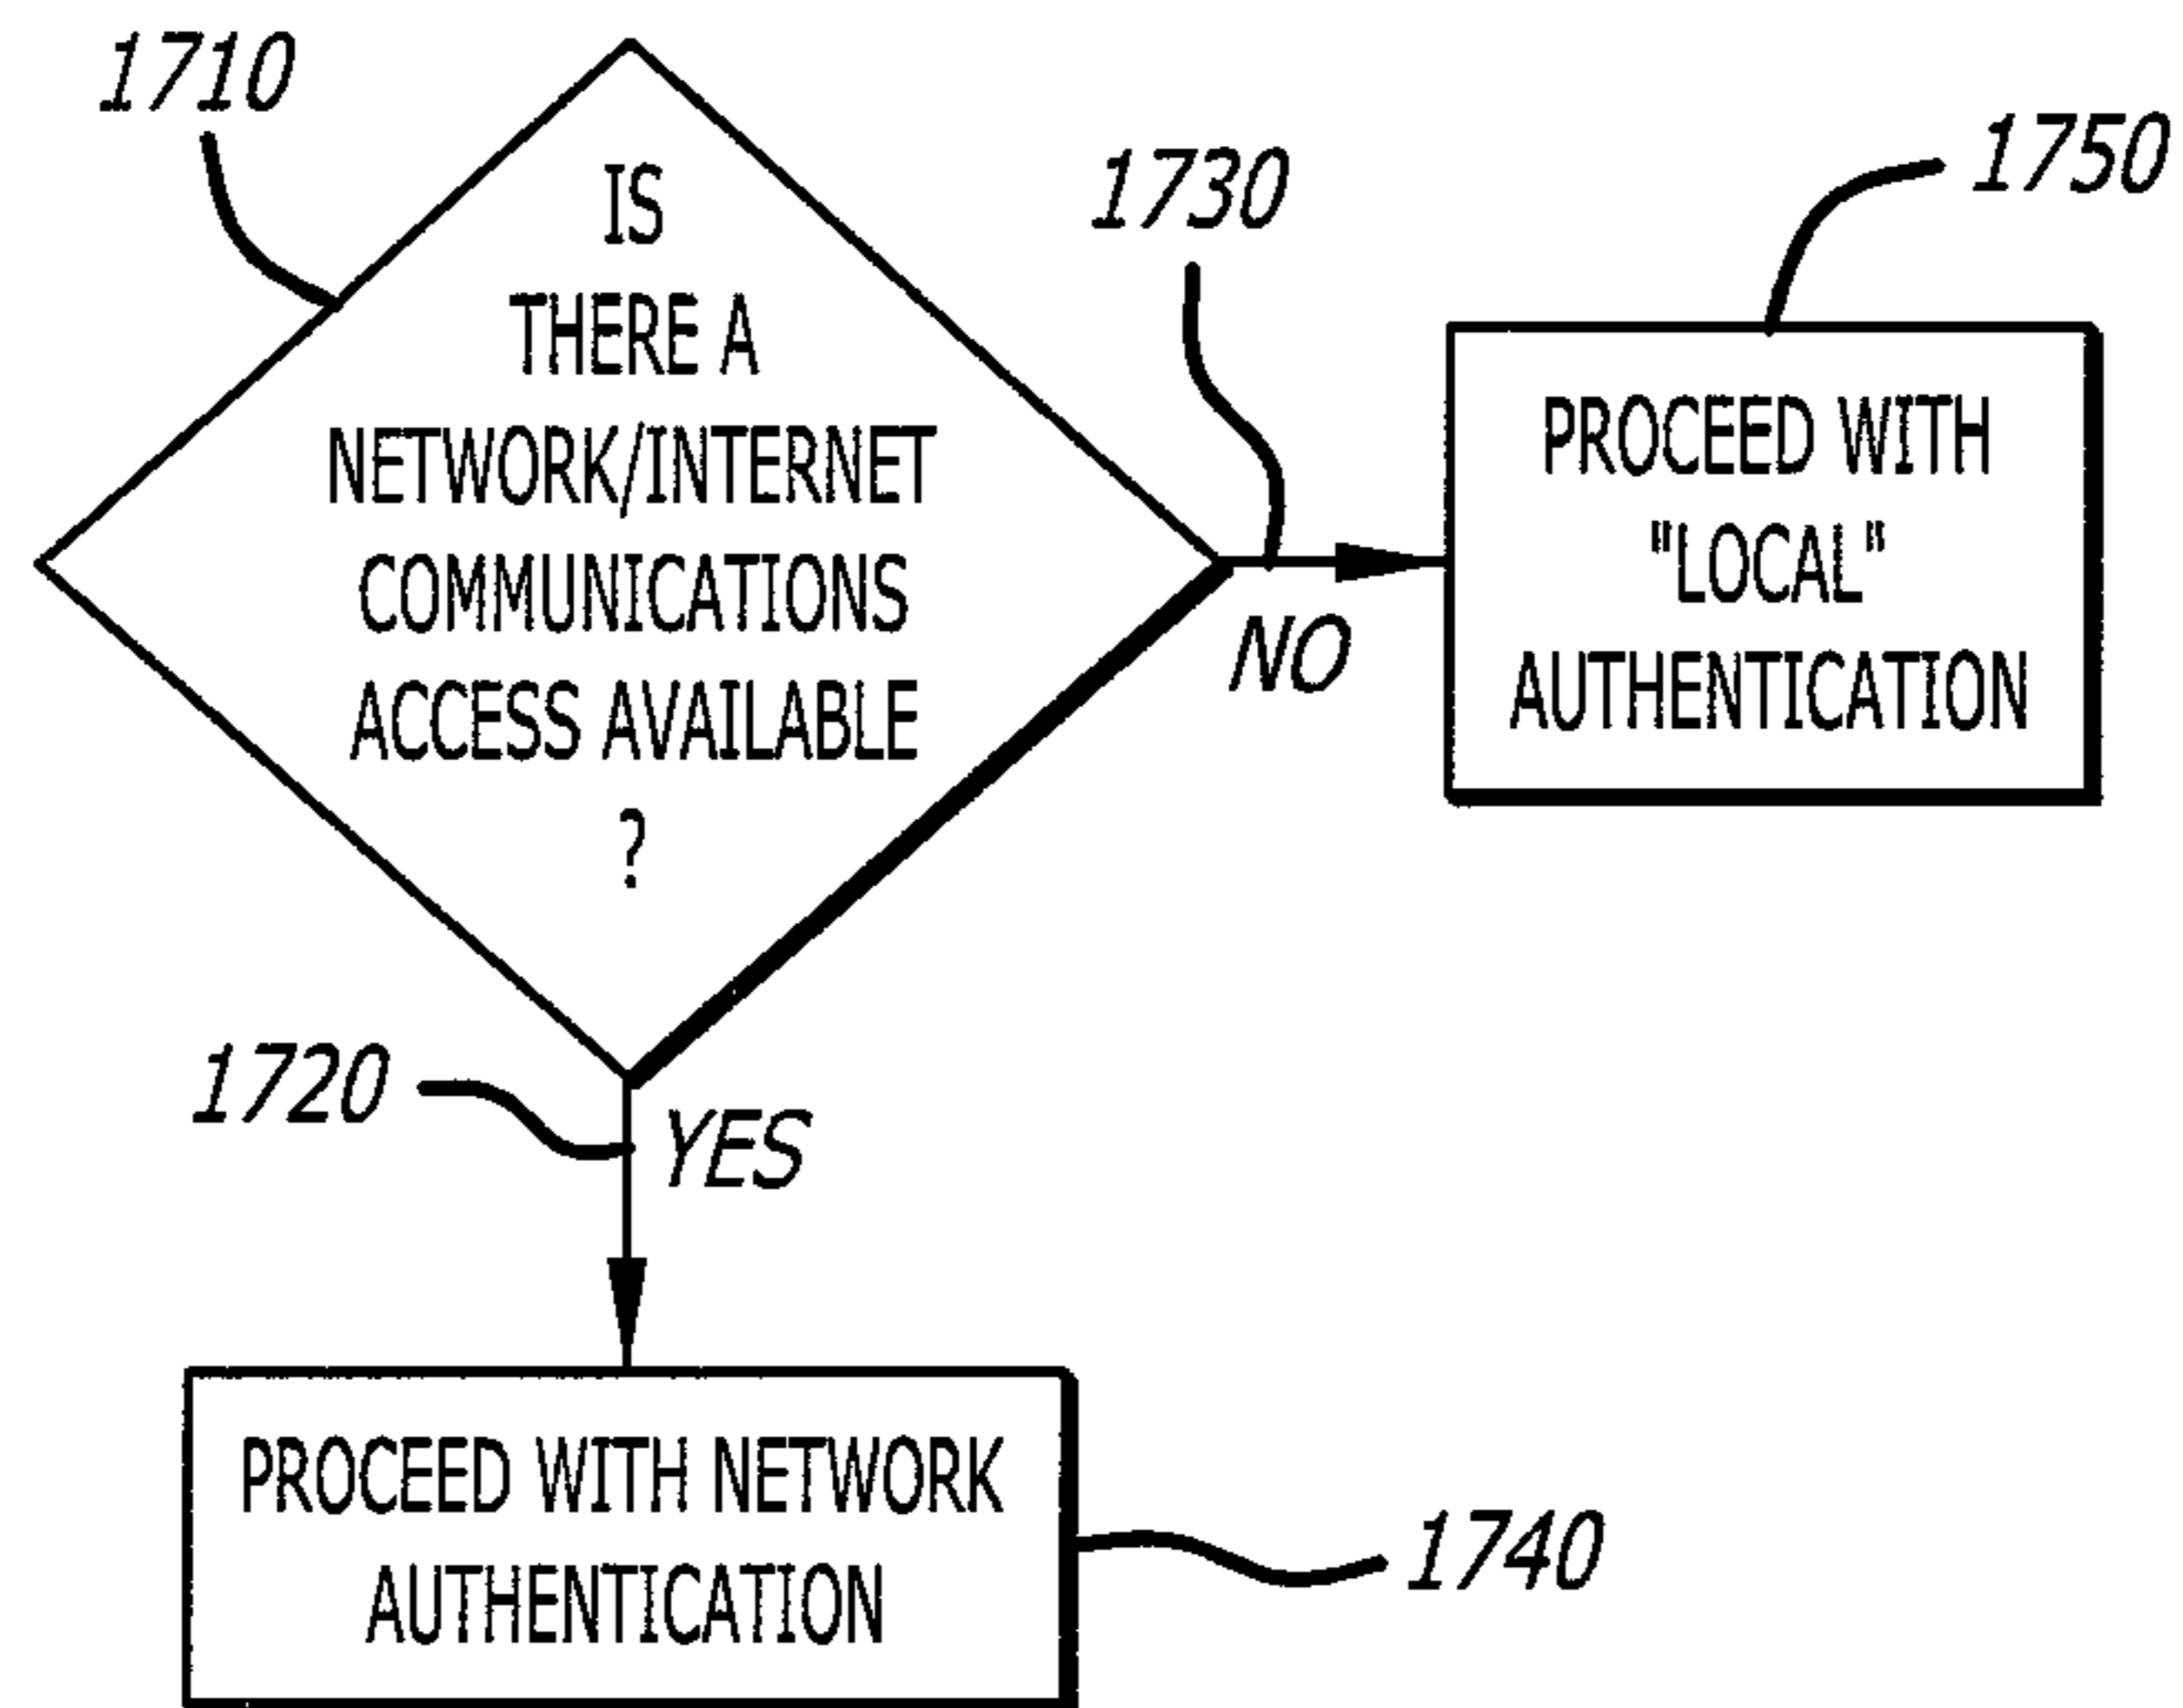 1710
IS
THERE A
NETWORK/INTERNET
COMMUNICATIONS
ACCESS AVAILABLE
?
1730
NO
1750
PROCEED WITH
"LOCAL"
AUTHENTICATION
1720
YES
PROCEED WITH NETWORK
AUTHENTICATION
1740